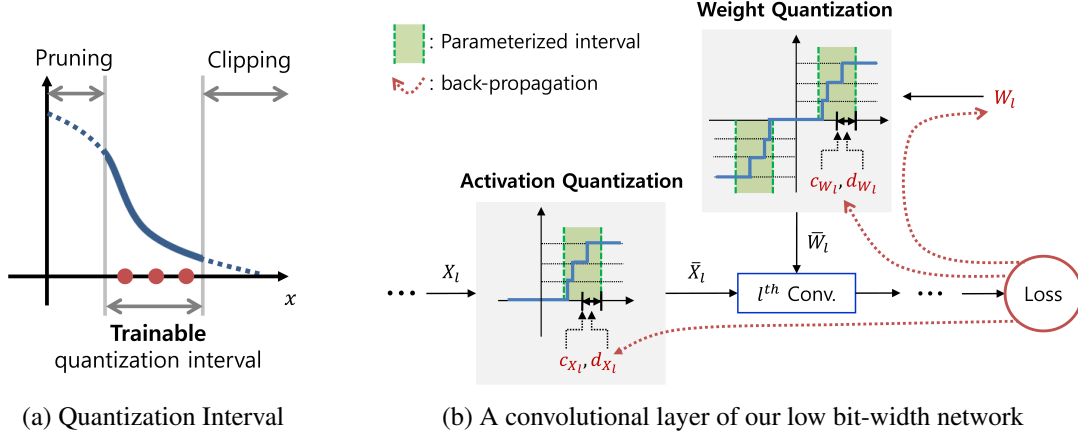 Pruning
Clipping
x
Trainable
quantization interval
(a) Quantization Interval
: Parameterized interval
: back-propagation
Weight Quantization
W_l
c_{W_l}, d_{W_l}
Activation Quantization
W̄_l
X_l
X̄_l
l^{th} Conv.
Loss
c_{X_l}, d_{X_l}
(b) A convolutional layer of our low bit-width network